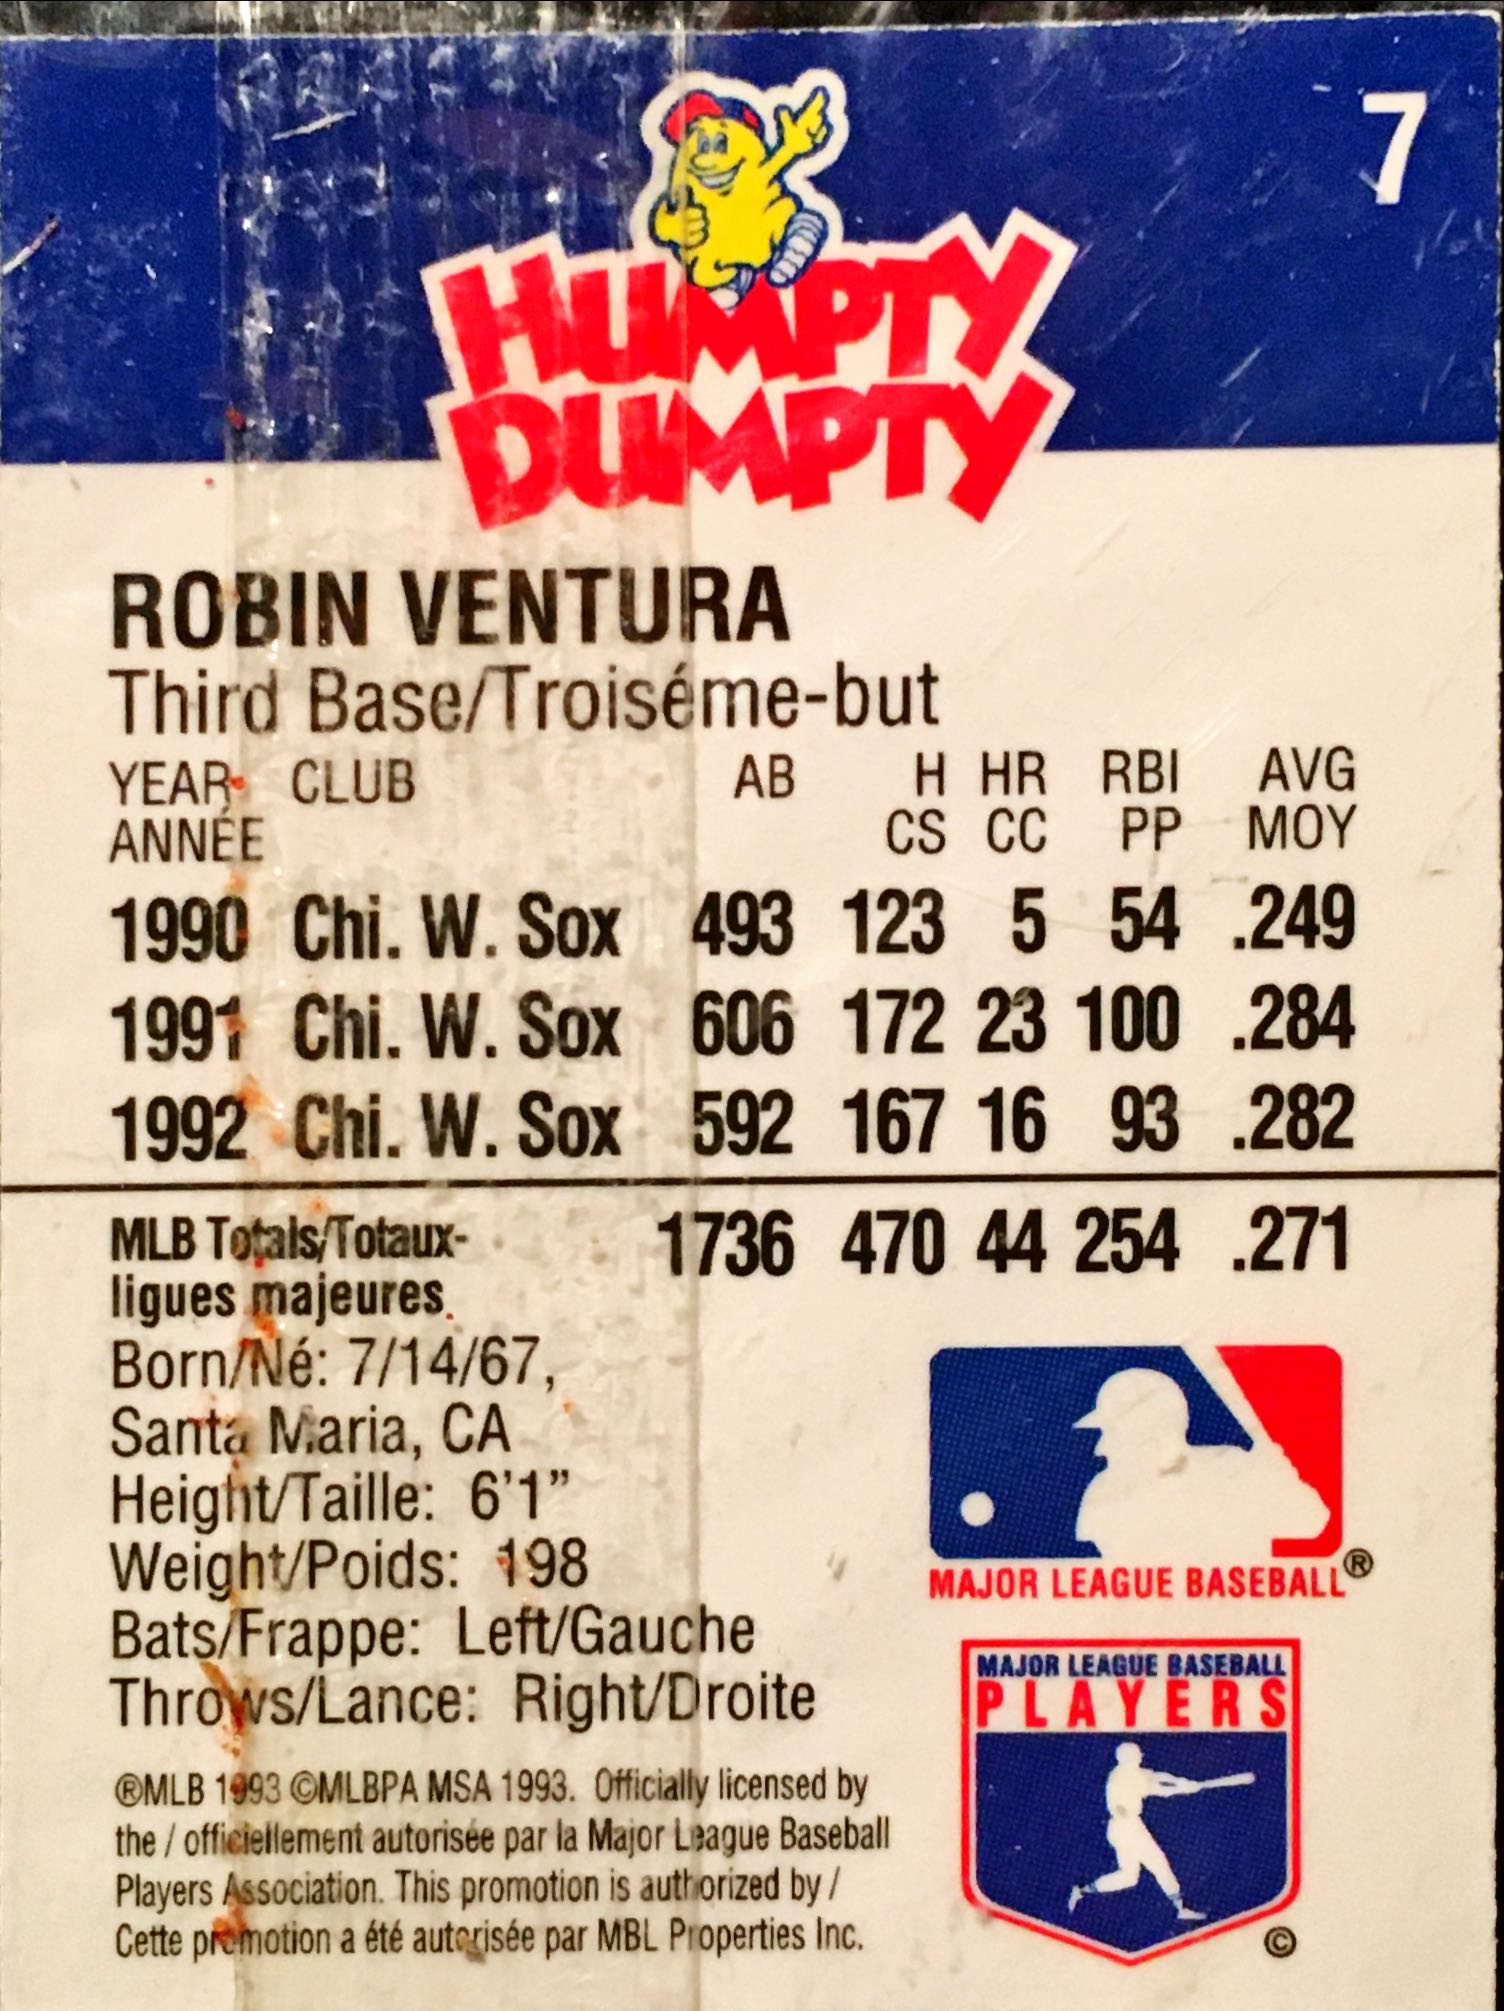 7
HUMPTY
DUMPTY
ROBIN VENTURA
Third Base/Troiséme-but
YEAR CLUB AB H HR RBI AVG
ANNÉE CS CC PP MOY
1990 Chi. W. Sox 493 123 5 54 .249
1991 Chi. W. Sox 606 172 23 100 .284
1992 Chi. W. Sox 592 167 16 93 .282
MLB Totals/Totaux- 1736 470 44 254 .271
ligues majeures
Born/Né: 7/14/67,
Santa Maria, CA
Height/Taille: 6'1”
Weight/Poids: 198
Bats/Frappe: Left/Gauche
Throws/Lance: Right/Droite
®MLB 1993 ©MLBPA MSA 1993. Officially licensed by
the / officiellement autorisée par la Major League Baseball
Players Association. This promotion is authorized by /
Cette promotion a été autorisée par MBL Properties Inc.
MAJOR LEAGUE BASEBALL®
MAJOR LEAGUE BASEBALL
PLAYERS
©